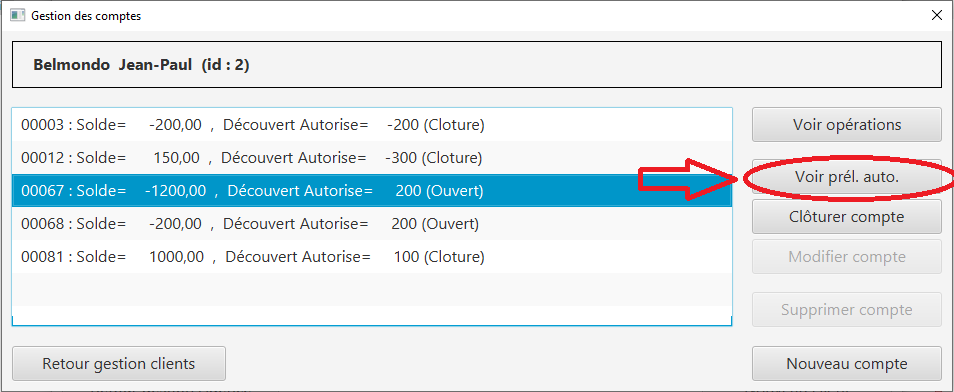 Gestion des comptes
Belmondo Jean-Paul (id : 2)
00003 : Solde= -200,00 , Découvert Autorise= -200 (Cloture)
00012 : Solde= 150,00 , Découvert Autorise= -300 (Cloture)
00067 : Solde= -1200,00 , Découvert Autorise= 200 (Ouvert)
00068 : Solde= -200,00 , Découvert Autorise= 200 (Ouvert)
00081 : Solde= 1000,00 , Découvert Autorise= 100 (Cloture)
Voir opérations
Voir prél. auto.
Clôturer compte
Modifier compte
Supprimer compte
Retour gestion clients
Nouveau compte